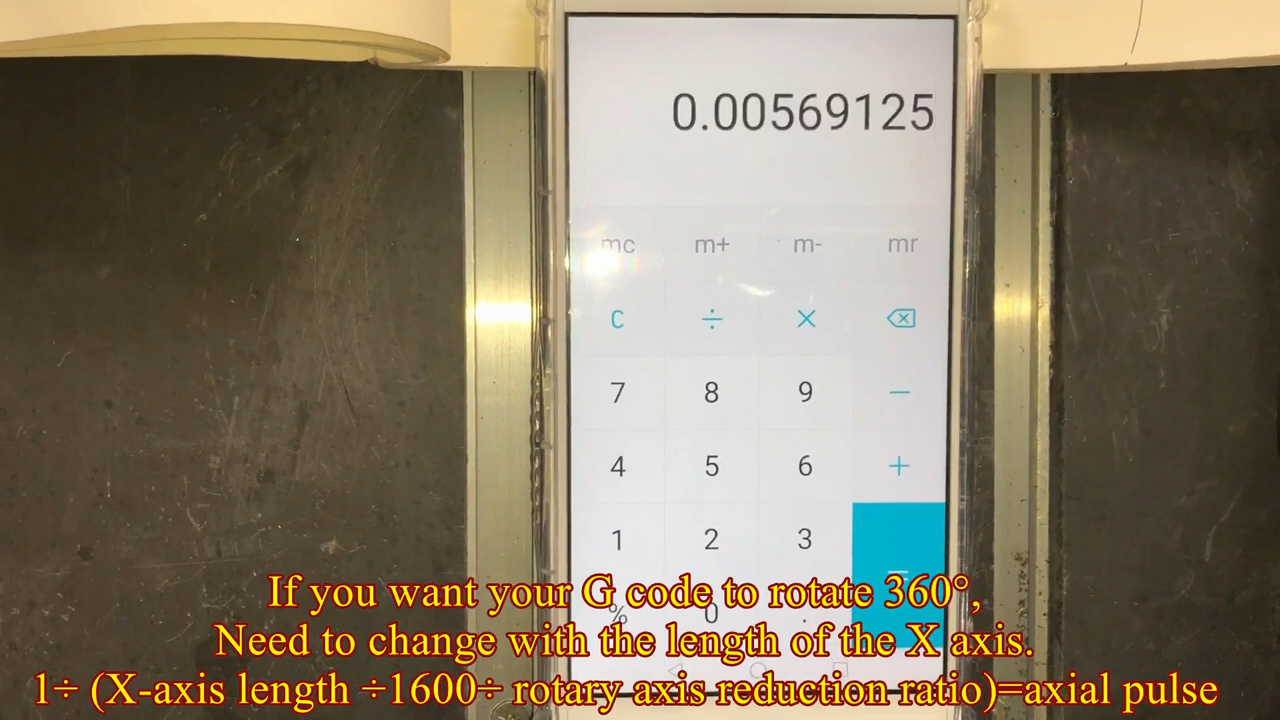 0.00569125
mc m+ m- mr
C ÷ ×
7 8 9 −
4 5 6 +
1 2 3
% 0 . =
If you want your G code to rotate 360°,
Need to change with the length of the X axis.
1÷ (X-axis length ÷1600÷ rotary axis reduction ratio)=axial pulse